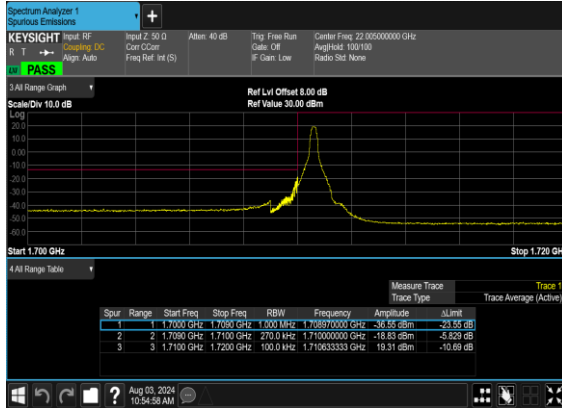 Spectrum Analyzer 1
Spurious Emissions
+
KEYSIGHT Input: RF Input Z: 50 Ω Atten: 40 dB Trig: Free Run Center Freq: 22.005000000 GHz
R T Coupling: DC Corr CCorr Gate: Off Avg|Hold: 100/100
Align: Auto Freq Ref: Int (S) IF Gain: Low Radio Std: None
PASS
3 All Range Graph
Ref Lvl Offset 8.00 dB
Scale/Div 10.0 dB Ref Value 30.00 dBm
Log
20.0
10.0
0.00
-10.0
-20.0
-30.0
-40.0
-50.0
-60.0
Start 1.700 GHz Stop 1.720 GH
4 All Range Table
Measure Trace Trace 1
Trace Type Trace Average (Active)
Spur Range Start Freq Stop Freq RBW Frequency Amplitude ΔLimit
1 1 1.7000 GHz 1.7090 GHz 1.000 MHz 1.708970000 GHz -36.55 dBm -23.55 dB
2 2 1.7090 GHz 1.7100 GHz 270.0 kHz 1.710000000 GHz -18.83 dBm -5.829 dB
3 3 1.7100 GHz 1.7200 GHz 100.0 kHz 1.710633333 GHz 19.31 dBm -10.69 dB
? Aug 03, 2024
10:54:58 AM